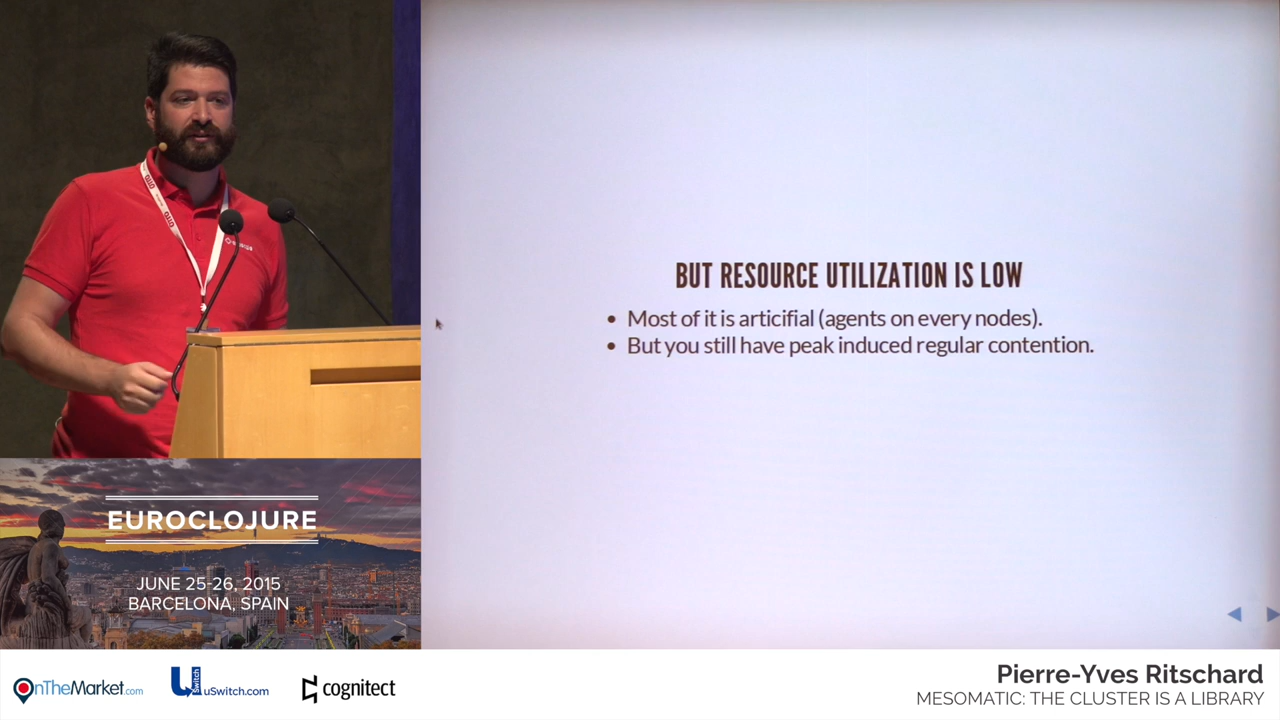 BUT RESOURCE UTILIZATION IS LOW
• Most of it is articifial (agents on every nodes).
• But you still have peak induced regular contention.
EUROCLOJURE
JUNE 25-26, 2015
BARCELONA, SPAIN
OnTheMarket.com
U Switch
uSwitch.com
cognitect
Pierre-Yves Ritschard
MESOMATIC: THE CLUSTER IS A LIBRARY